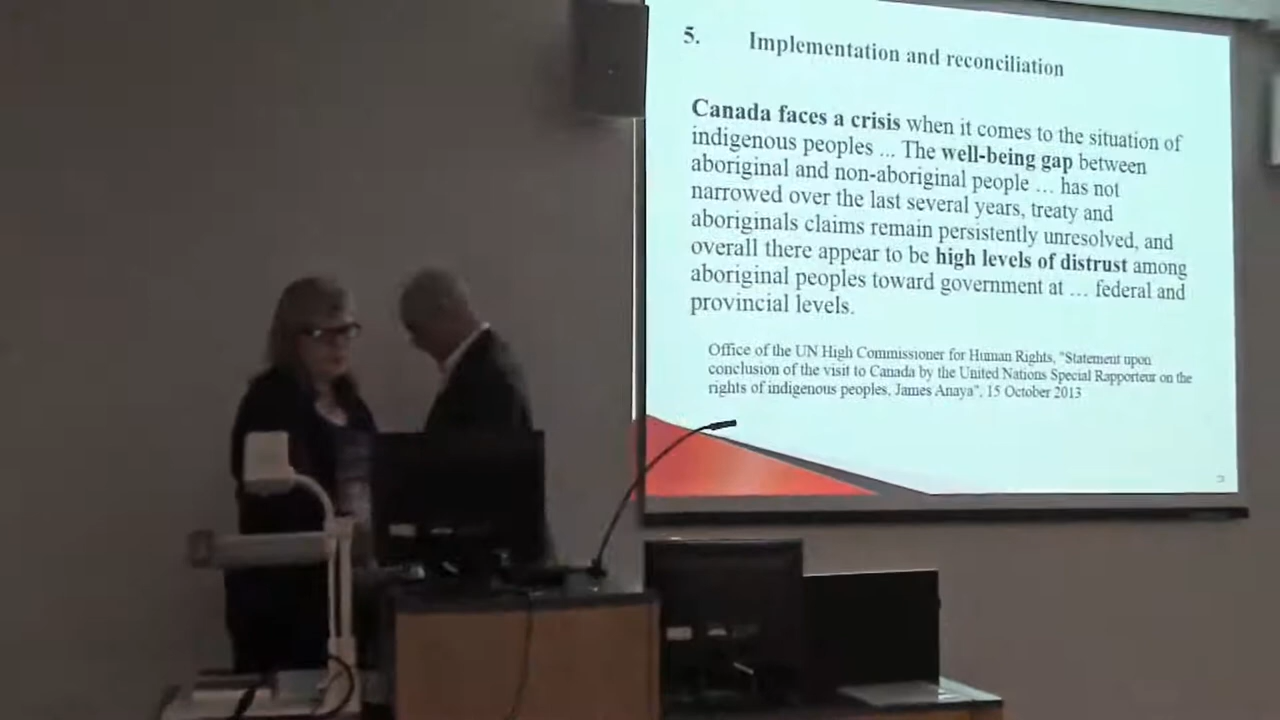 5. Implementation and reconciliation
Canada faces a crisis when it comes to the situation of
indigenous peoples ... The well-being gap between
aboriginal and non-aboriginal people ... has not
narrowed over the last several years, treaty and
aboriginals claims remain persistently unresolved, and
overall there appear to be high levels of distrust among
aboriginal peoples toward government at ... federal and
provincial levels.
Office of the UN High Commissioner for Human Rights, "Statement upon
conclusion of the visit to Canada by the United Nations Special Rapporteur on the
rights of indigenous peoples, James Anaya", 15 October 2013